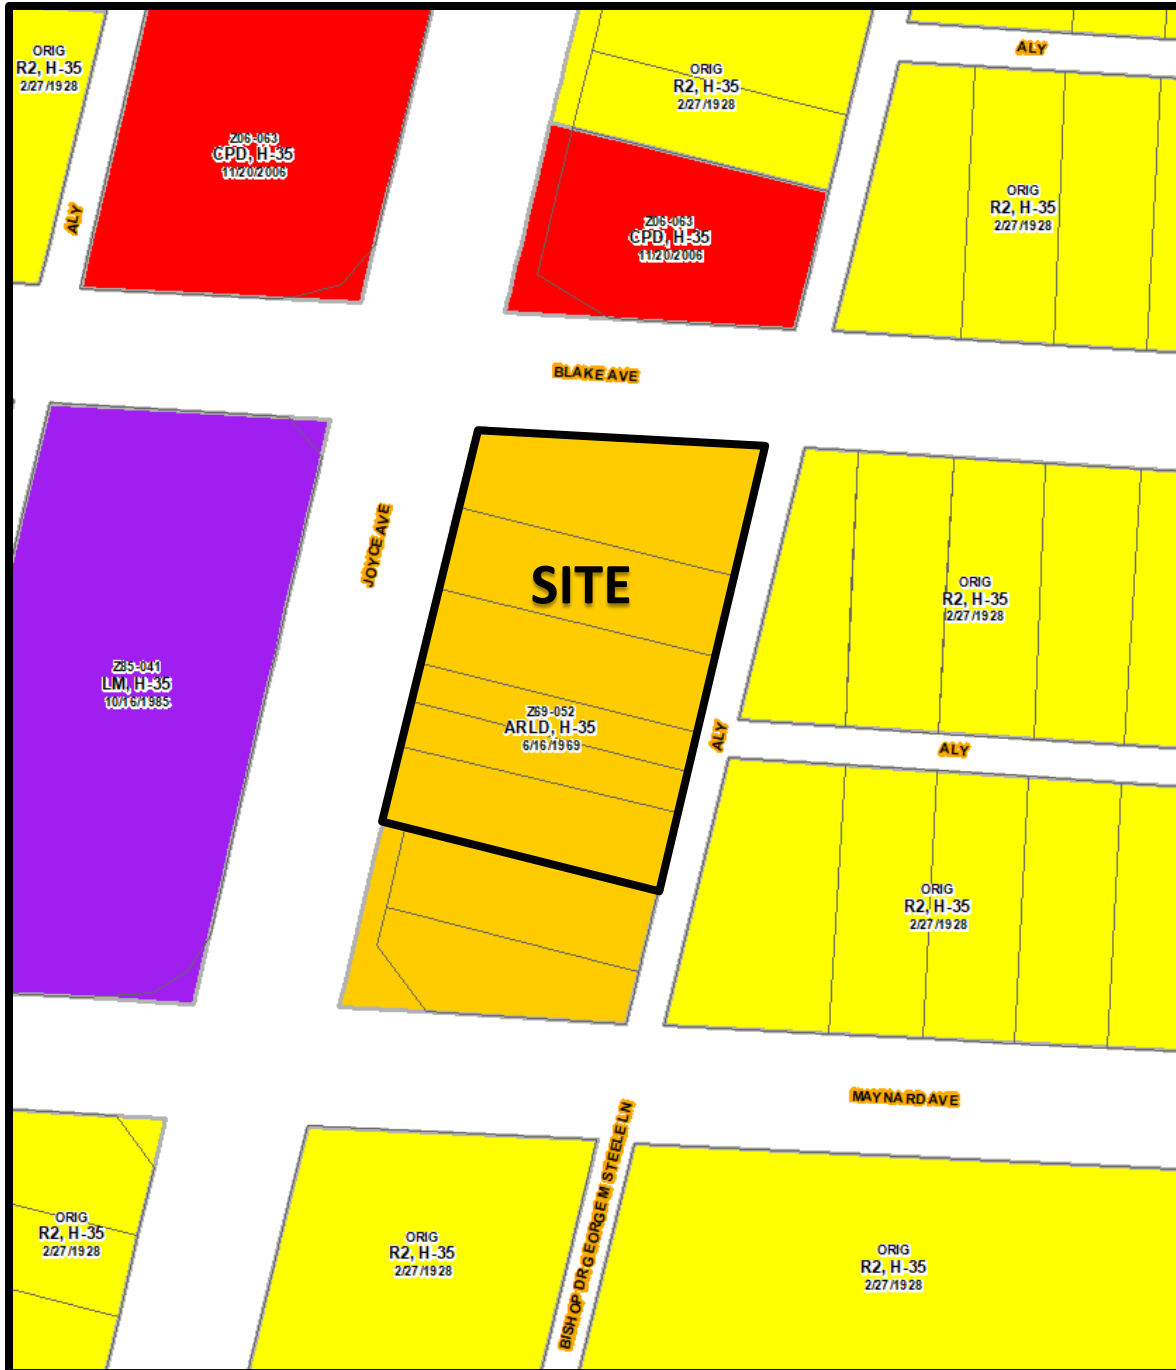 ORIG
R2, H-35
2/27/1928
ALY
Z06-063
CPD, H-35
11/20/2006
ORIG
R2, H-35
2/27/1928
ALY
Z06-063
CPD, H-35
11/20/2006
ORIG
R2, H-35
2/27/1928
BLAKE AVE
JOYCE AVE
SITE
ORIG
R2, H-35
2/27/1928
Z85-041
LM, H-35
10/16/1985
Z69-052
ARLD, H-35
6/16/1969
ALY
ALY
ORIG
R2, H-35
2/27/1928
MAYNARD AVE
BISHOP DR GEORGE M STEELE LN
ORIG
R2, H-35
2/27/1928
ORIG
R2, H-35
2/27/1928
ORIG
R2, H-35
2/27/1928